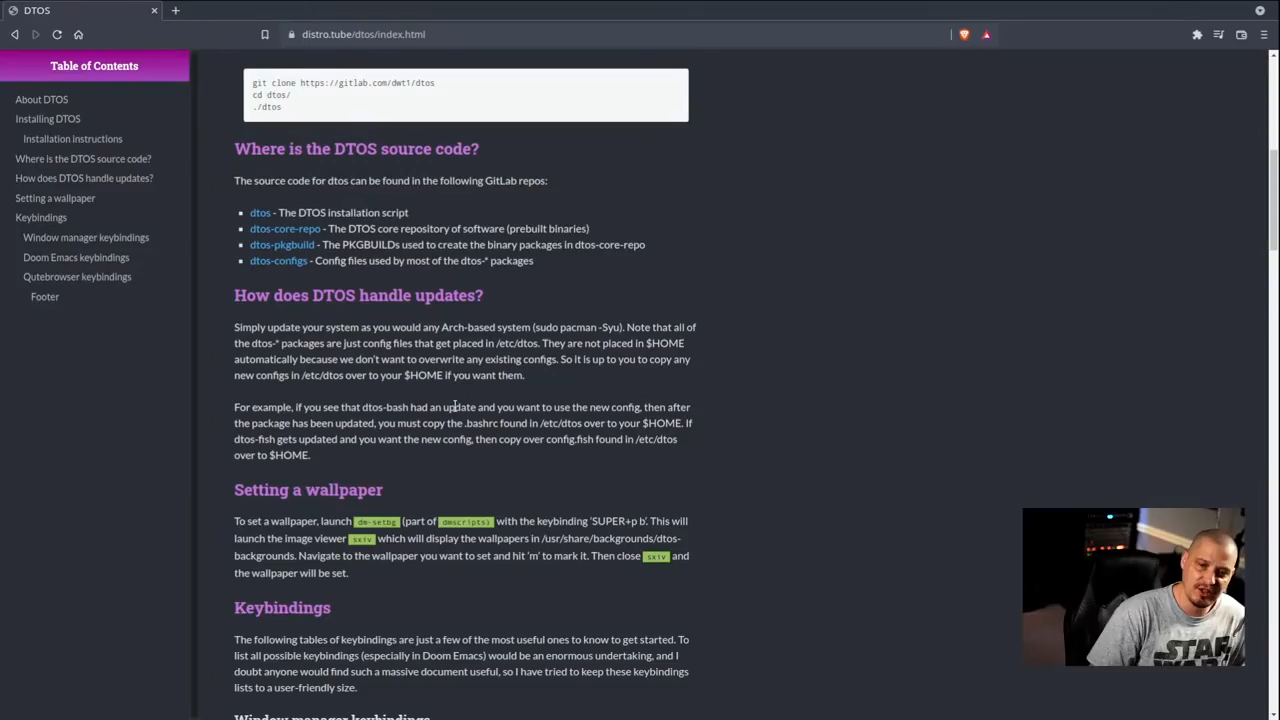 DTOS
distro.tube/dtos/index.html
Table of Contents
About DTOS
Installing DTOS
Installation instructions
Where is the DTOS source code?
How does DTOS handle updates?
Setting a wallpaper
Keybindings
Window manager keybindings
Doom Emacs keybindings
Qutebrowser keybindings
Footer
git clone https://gitlab.com/dwt1/dtos
cd dtos/
./dtos
Where is the DTOS source code?
The source code for dtos can be found in the following GitLab repos:
dtos - The DTOS installation script
dtos-core-repo - The DTOS core repository of software (prebuilt binaries)
dtos-pkgbuild - The PKGBUILDs used to create the binary packages in dtos-core-repo
dtos-configs - Config files used by most of the dtos-* packages
How does DTOS handle updates?
Simply update your system as you would any Arch-based system (sudo pacman -Syu). Note that all of
the dtos-* packages are just config files that get placed in /etc/dtos. They are not placed in $HOME
automatically because we don't want to overwrite any existing configs. So it is up to you to copy any
new configs in /etc/dtos over to your $HOME if you want them.
For example, if you see that dtos-bash had an update and you want to use the new config, then after
the package has been updated, you must copy the .bashrc found in /etc/dtos over to your $HOME. If
dtos-fish gets updated and you want the new config, then copy over config.fish found in /etc/dtos
over to $HOME.
Setting a wallpaper
To set a wallpaper, launch dm-setbg (part of dmscripts) with the keybinding 'SUPER+p b'. This will
launch the image viewer sxiv which will display the wallpapers in /usr/share/backgrounds/dtos-
backgrounds. Navigate to the wallpaper you want to set and hit 'm' to mark it. Then close sxiv and
the wallpaper will be set.
Keybindings
The following tables of keybindings are just a few of the most useful ones to know to get started. To
list all possible keybindings (especially in Doom Emacs) would be an enormous undertaking, and I
doubt anyone would find such a massive document useful, so I have tried to keep these keybindings
lists to a user-friendly size.
Window manager keybindings
STAR